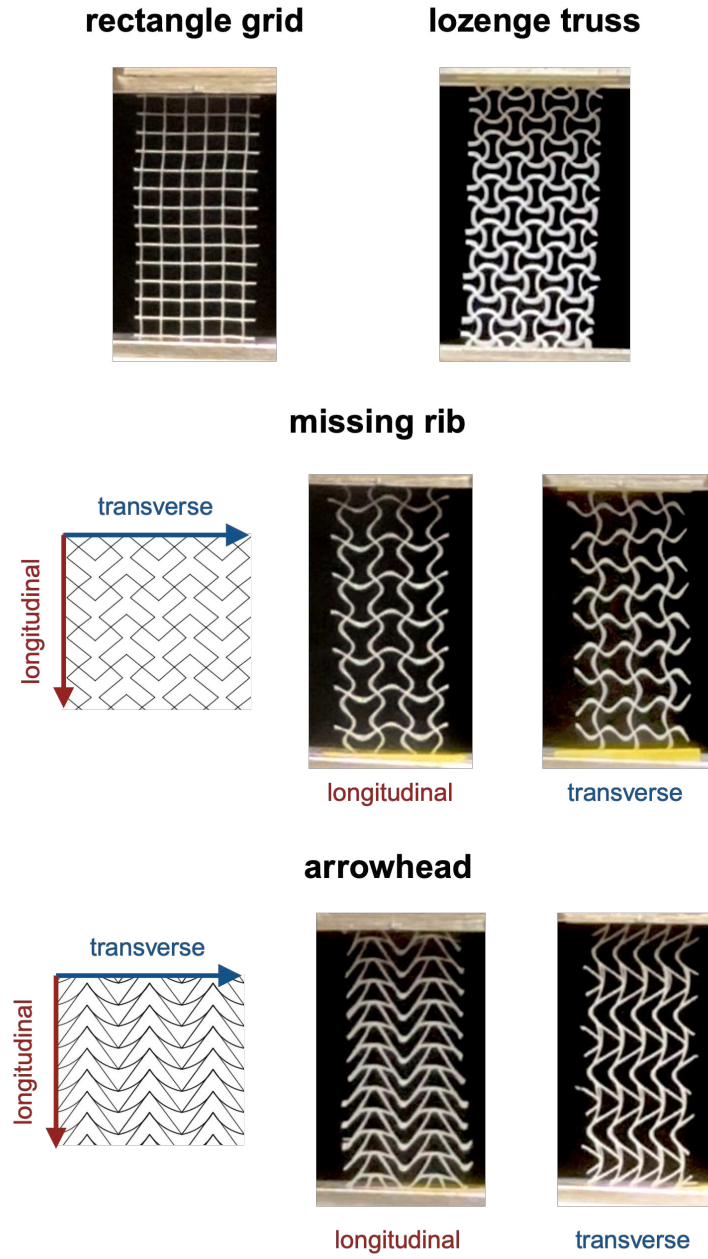 rectangle grid
lozenge truss
missing rib
transverse
longitudinal
longitudinal
transverse
arrowhead
transverse
longitudinal
longitudinal
transverse